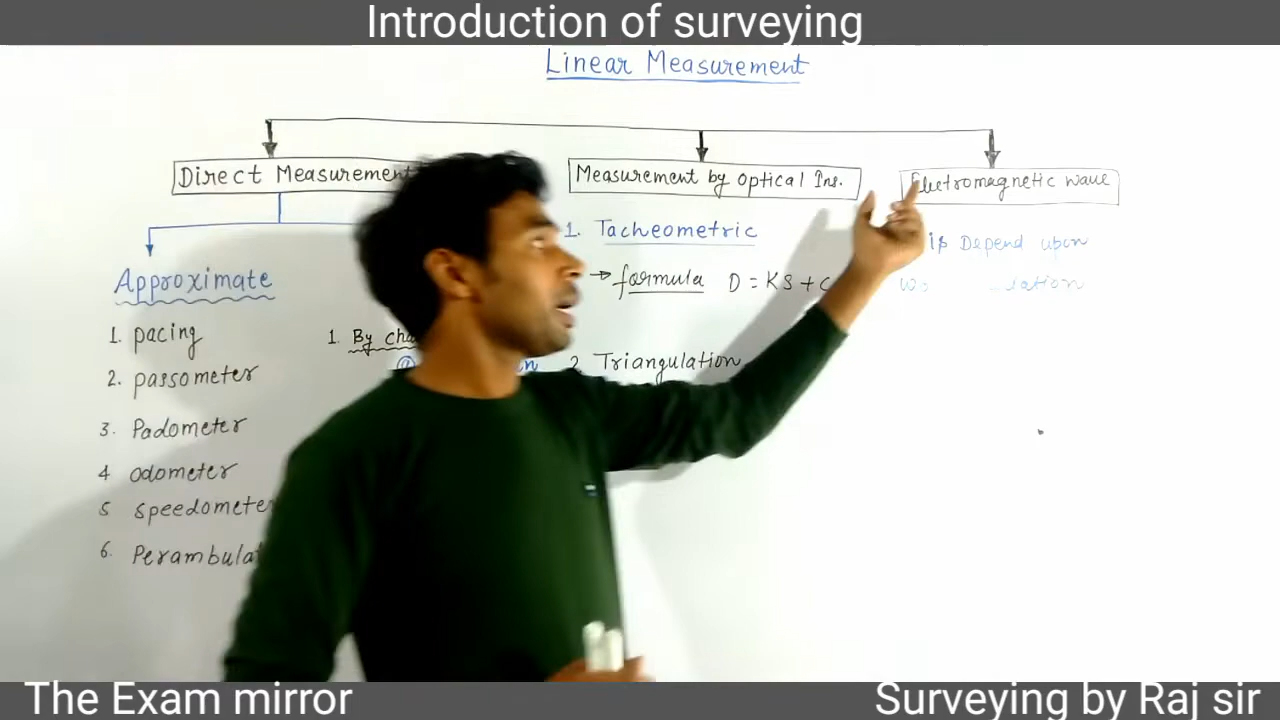 Introduction of surveying
Linear Measurement
Direct Measurement
Measurement by optical Ins.
Electromagnetic wave
Approximate
1. pacing
2. passometer
3. Padometer
4 odometer
5 speedometer
6.
1. By
1. Tacheometric
→ formula D = KS + C
2. Triangulation
Depend upon
The Exam mirror
Surveying by Raj sir